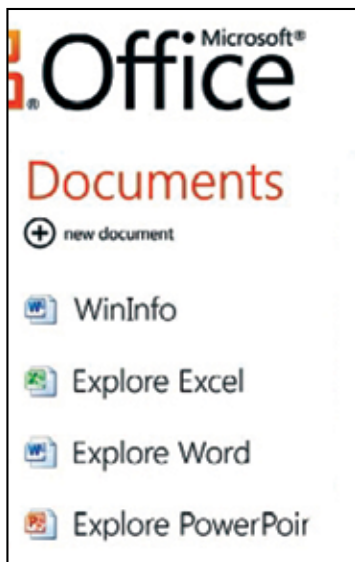 Microsoft®
®Office
Documents
new document
WinInfo
Explore Excel
Explore Word
Explore PowerPoir